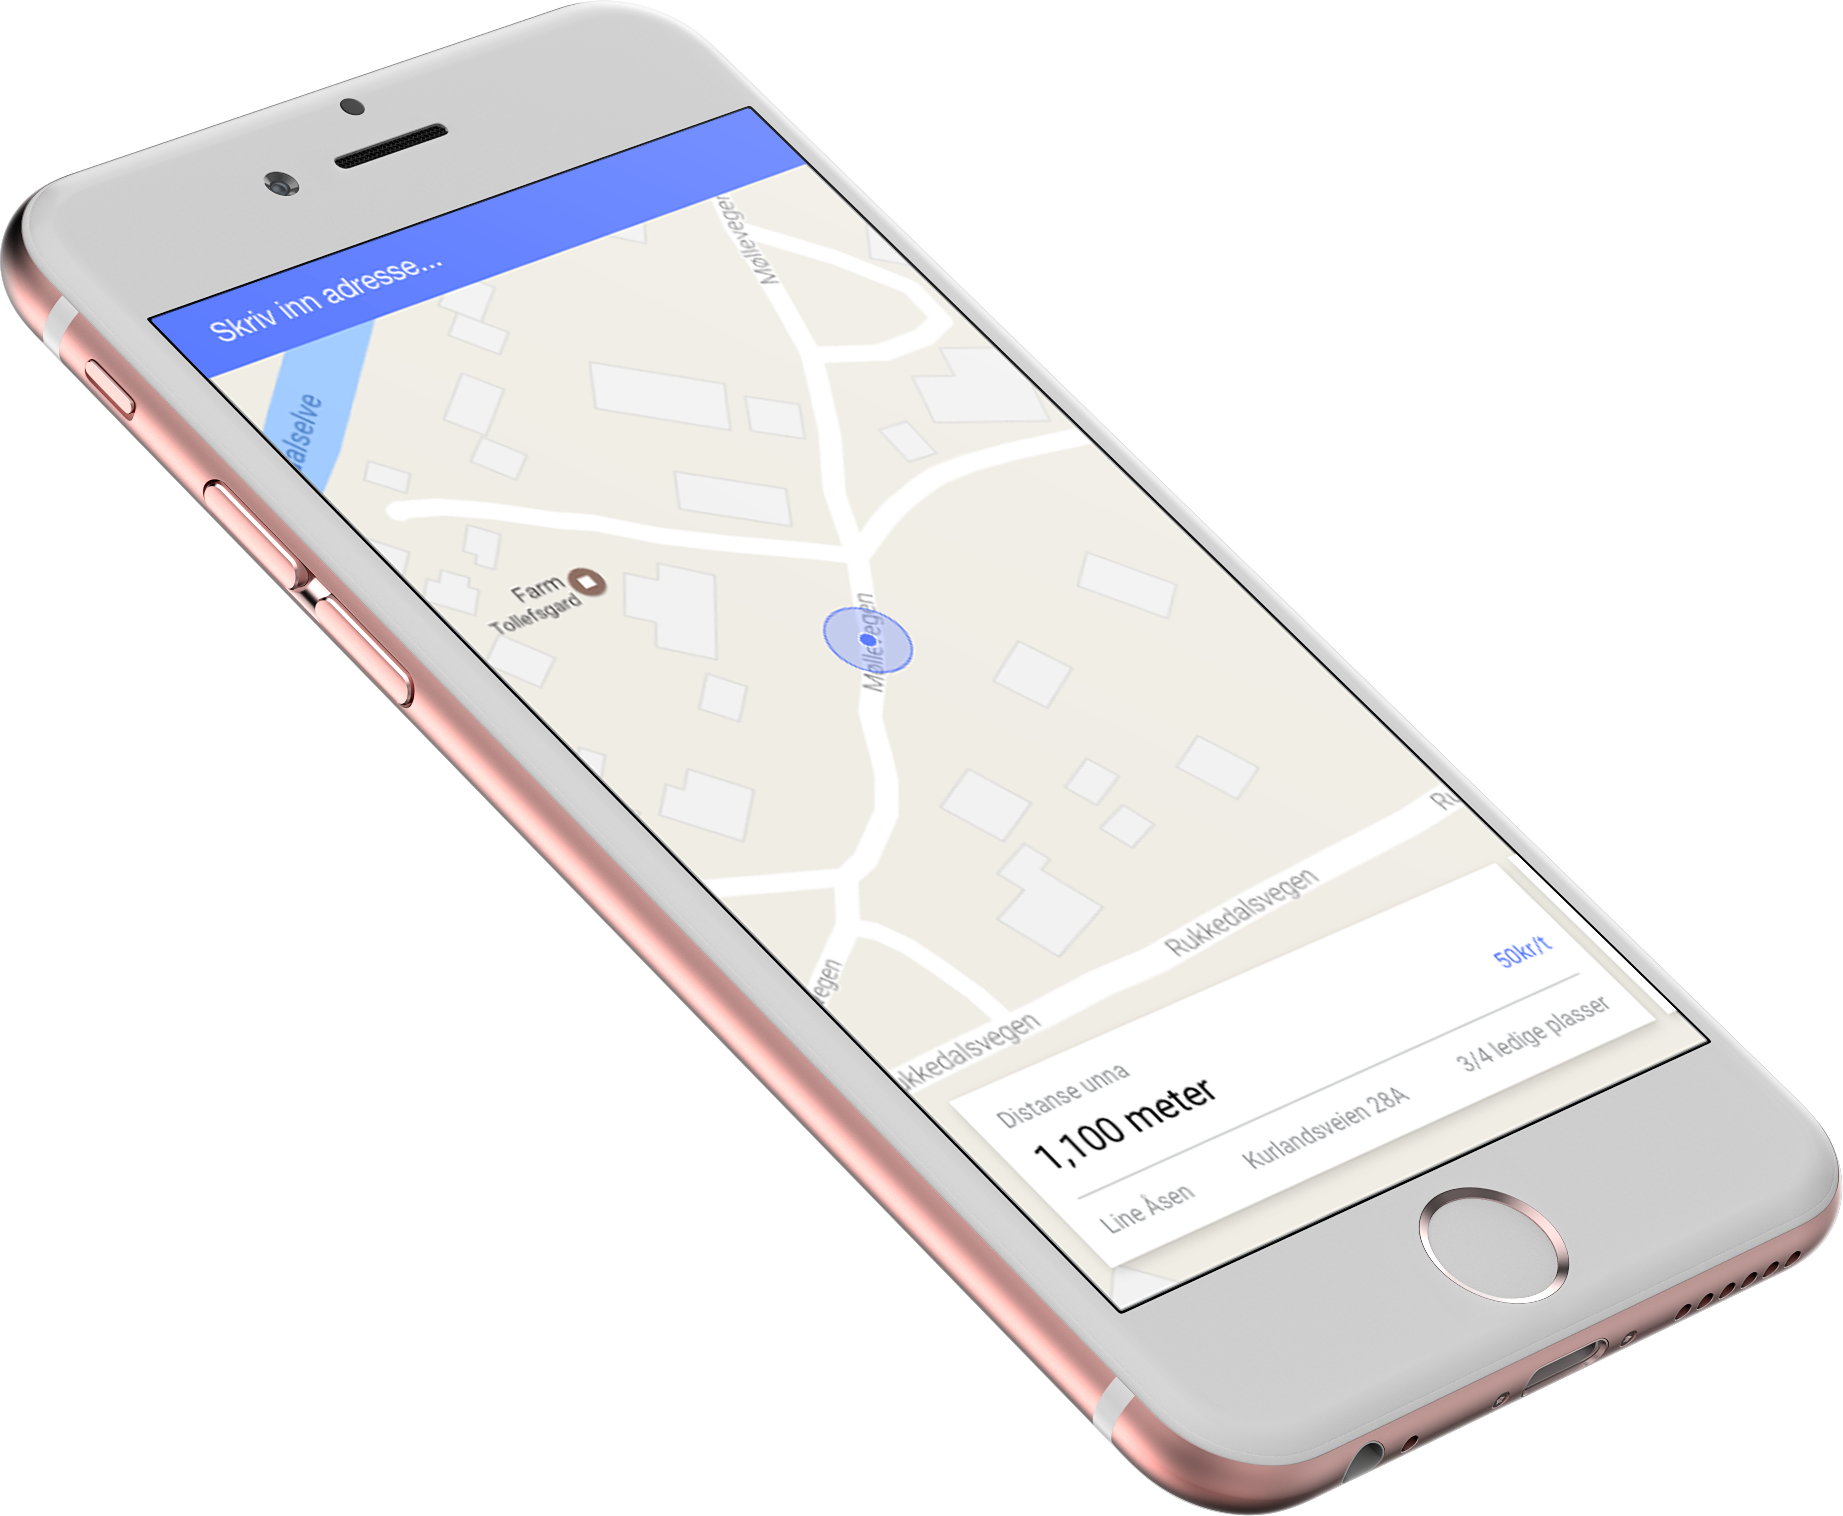 Skriv inn adresse...
Møllevegen
alselve
Farm
Tollefsgard
Møllevegen
Ru
Rukkedalsvegen
egen
ukkedalsvegen
50kr/t
Distanse unna
1,100 meter
Line Åsen
Kurlandsveien 28A
3/4 ledige plasser